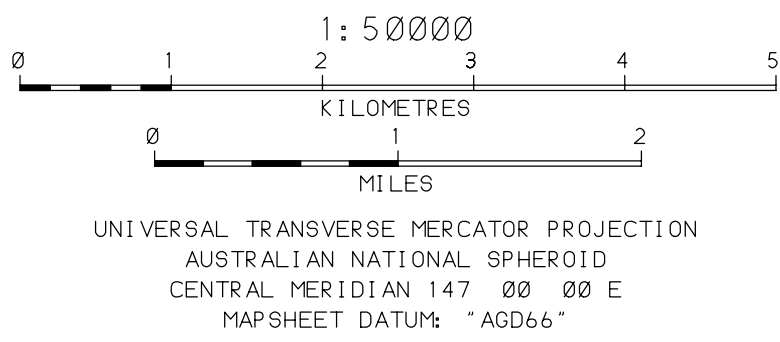 1:50000
0 1 2 3 4 5
KILOMETRES
0 1 2
MILES
UNIVERSAL TRANSVERSE MERCATOR PROJECTION
AUSTRALIAN NATIONAL SPHEROID
CENTRAL MERIDIAN 147 00 00 E
MAPSHEET DATUM: "AGD66"